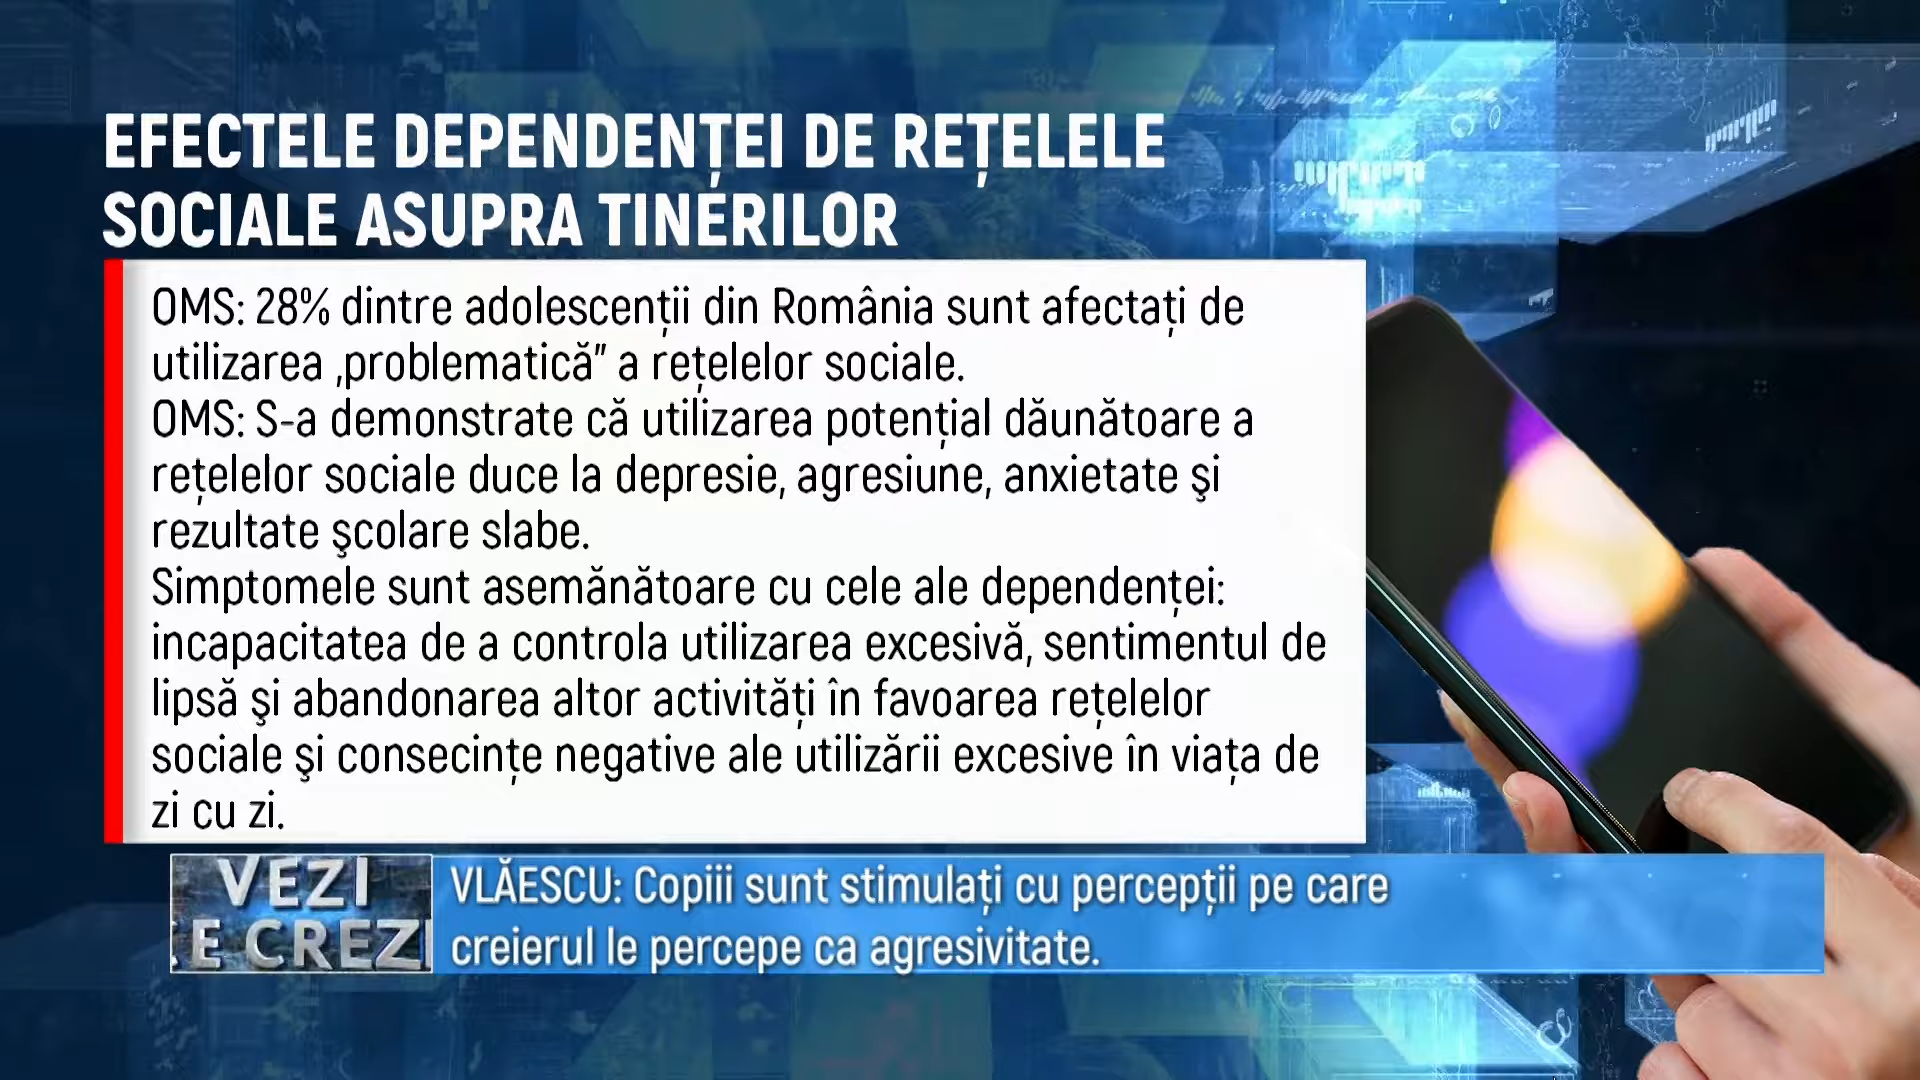 EFECTELE DEPENDENȚEI DE REȚELELE
SOCIALE ASUPRA TINERILOR
OMS: 28% dintre adolescenții din România sunt afectați de
utilizarea ‚problematică” a rețelelor sociale.
OMS: S-a demonstrate că utilizarea potențial dăunătoare a
rețelelor sociale duce la depresie, agresiune, anxietate şi
rezultate şcolare slabe.
Simptomele sunt asemănătoare cu cele ale dependenței:
incapacitatea de a controla utilizarea excesivă, sentimentul de
lipsă şi abandonarea altor activități în favoarea rețelelor
sociale şi consecințe negative ale utilizării excesive în viața de
zi cu zi.
VEZI
E CREZI
VLĂESCU: Copiii sunt stimulați cu percepții pe care
creierul le percepe ca agresivitate.